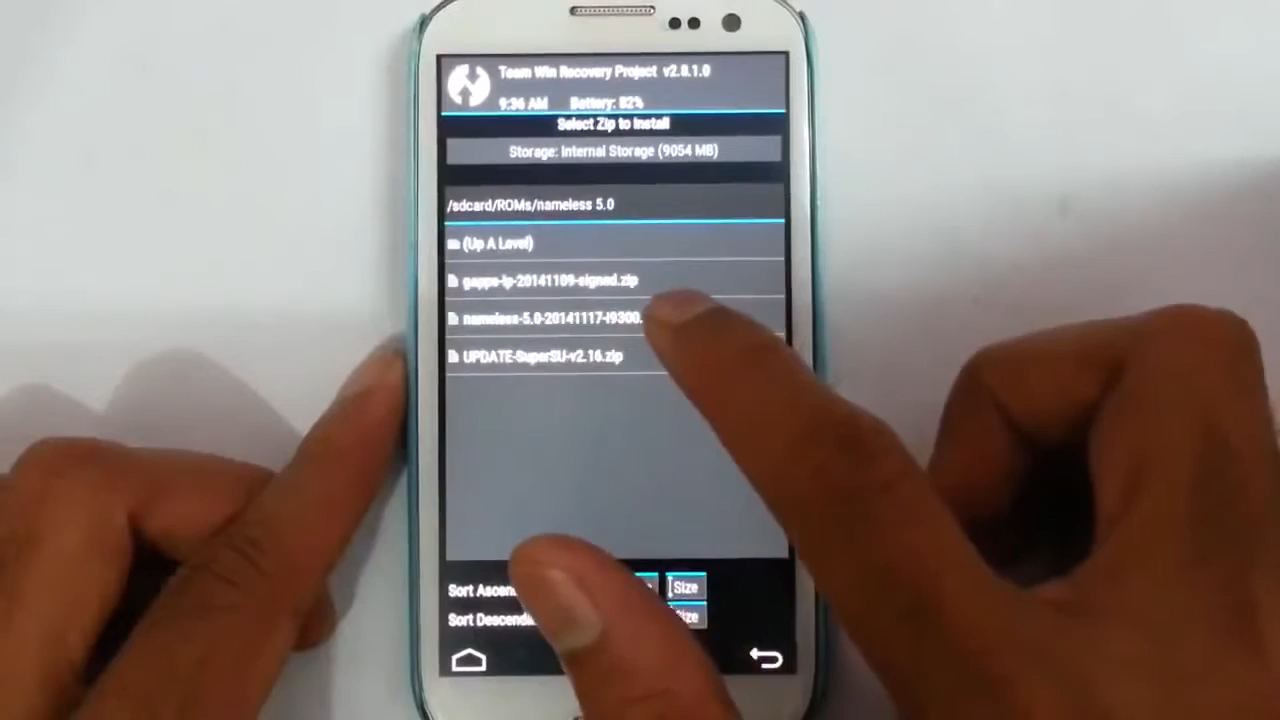 Team Win Recovery Project v2.8.1.0
9:36 AM Battery: 82%
Select Zip to Install
Storage: Internal Storage (9054 MB)
/sdcard/ROMs/nameless 5.0
(Up A Level)
gapps-lp-20141109-signed.zip
nameless-5.0-20141117-i9300.
UPDATE-SuperSU-v2.16.zip
Sort Ascen
Size
Sort Descendi
Size